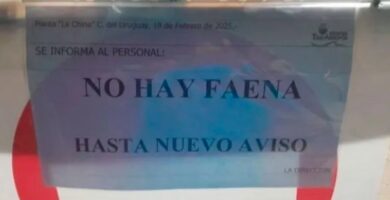 Planta "La China" C. del Uruguay, 18 de Febrero de 2025.-
SE INFORMA AL PERSONAL:
NO HAY FAENA
HASTA NUEVO AVISO
LA DIRECCION